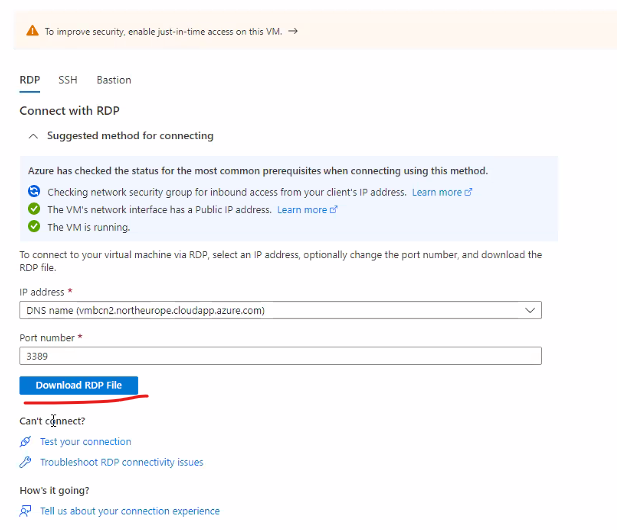 To improve security, enable just-in-time access on this VM. →
RDP SSH Bastion
Connect with RDP
Suggested method for connecting
Azure has checked the status for the most common prerequisites when connecting using this method.
Checking network security group for inbound access from your client's IP address. Learn more
The VM's network interface has a Public IP address. Learn more
The VM is running.
To connect to your virtual machine via RDP, select an IP address, optionally change the port number, and download the
RDP file.
IP address *
DNS name (vmbcn2.northeurope.cloudapp.azure.com)
Port number *
3389
Download RDP File
Can't connect?
Test your connection
Troubleshoot RDP connectivity issues
How's it going?
Tell us about your connection experience